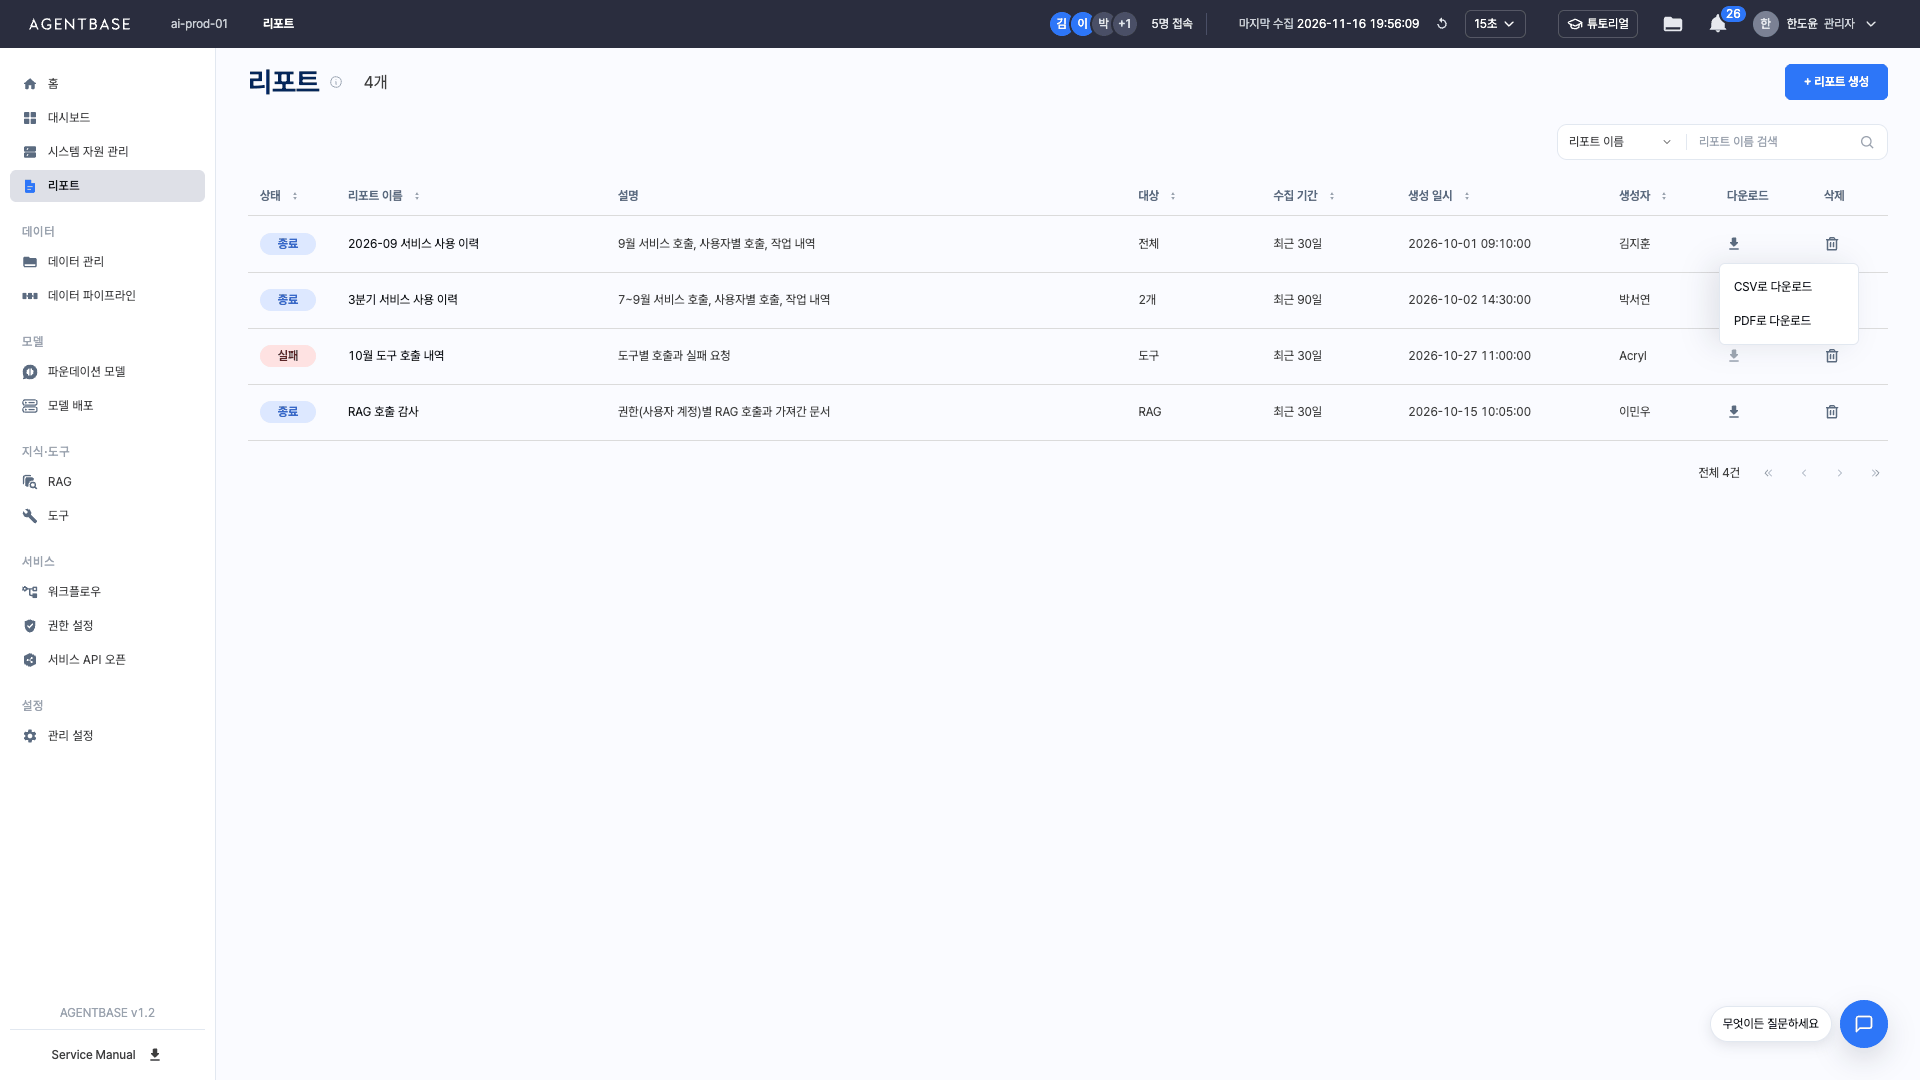 AGENTBASE ai-prod-01 리포트 김 이 박 +1 5명 접속 마지막 수집 2026-11-16 19:56:09 15초 튜토리얼 26 한 한도윤 관리자
홈
대시보드
시스템 자원 관리
리포트
데이터
데이터 관리
데이터 파이프라인
모델
파운데이션 모델
모델 배포
지식·도구
RAG
도구
서비스
워크플로우
권한 설정
서비스 API 오픈
설정
관리 설정
AGENTBASE v1.2
Service Manual
리포트 4개
+ 리포트 생성
리포트 이름 리포트 이름 검색
상태 리포트 이름 설명 대상 수집 기간 생성 일시 생성자 다운로드 삭제
종료 2026-09 서비스 사용 이력 9월 서비스 호출, 사용자별 호출, 작업 내역 전체 최근 30일 2026-10-01 09:10:00 김지훈
종료 3분기 서비스 사용 이력 7~9월 서비스 호출, 사용자별 호출, 작업 내역 2개 최근 90일 2026-10-02 14:30:00 박서연
실패 10월 도구 호출 내역 도구별 호출과 실패 요청 도구 최근 30일 2026-10-27 11:00:00 Acryl
종료 RAG 호출 감사 권한(사용자 계정)별 RAG 호출과 가져간 문서 RAG 최근 30일 2026-10-15 10:05:00 이민우
CSV로 다운로드
PDF로 다운로드
전체 4건
무엇이든 질문하세요